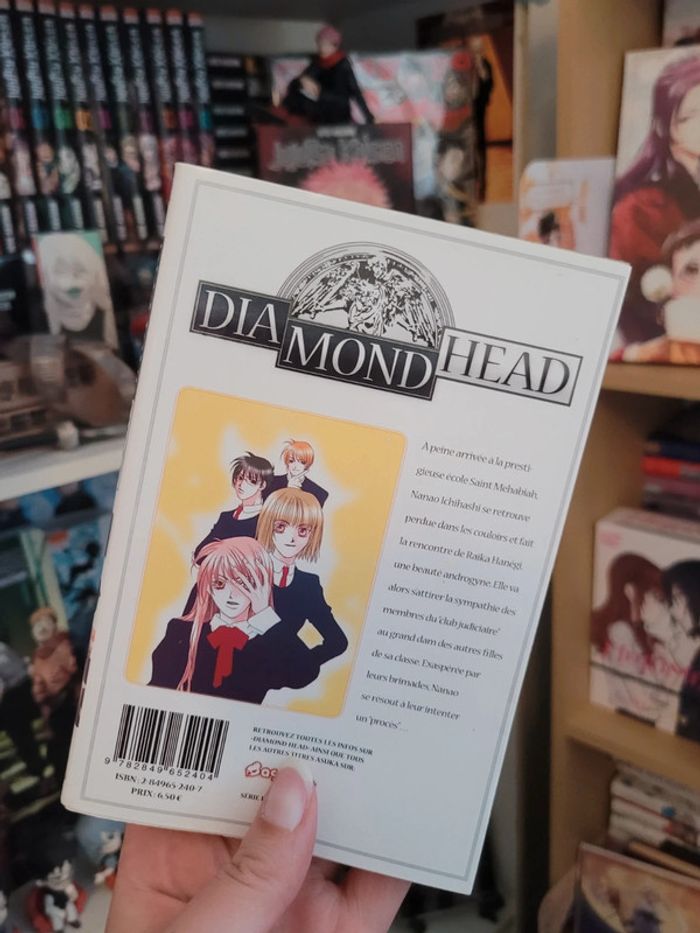 Jujutsu Kaisen
DIAMOND HEAD
À peine arrivée à la presti-
gieuse école Saint Mehabiah,
Nanao Ichihashi se retrouve
perdue dans les couloirs et fait
la rencontre de Raika Hanegi,
une beauté androgyne. Elle va
alors s'attirer la sympathie des
membres du "club judiciaire"
au grand dam des autres filles
de sa classe. Exaspérée par
leurs brimades, Nanao
se résout à leur intenter
un "procès"...
9 782849 652404
ISBN : 2-84965-240-7
PRIX : 6,50 €
RETROUVEZ TOUTES LES INFOS SUR
«DIAMOND HEAD» AINSI QUE TOUS
LES AUTRES TITRES ASUKA SUR:
SÉRIE